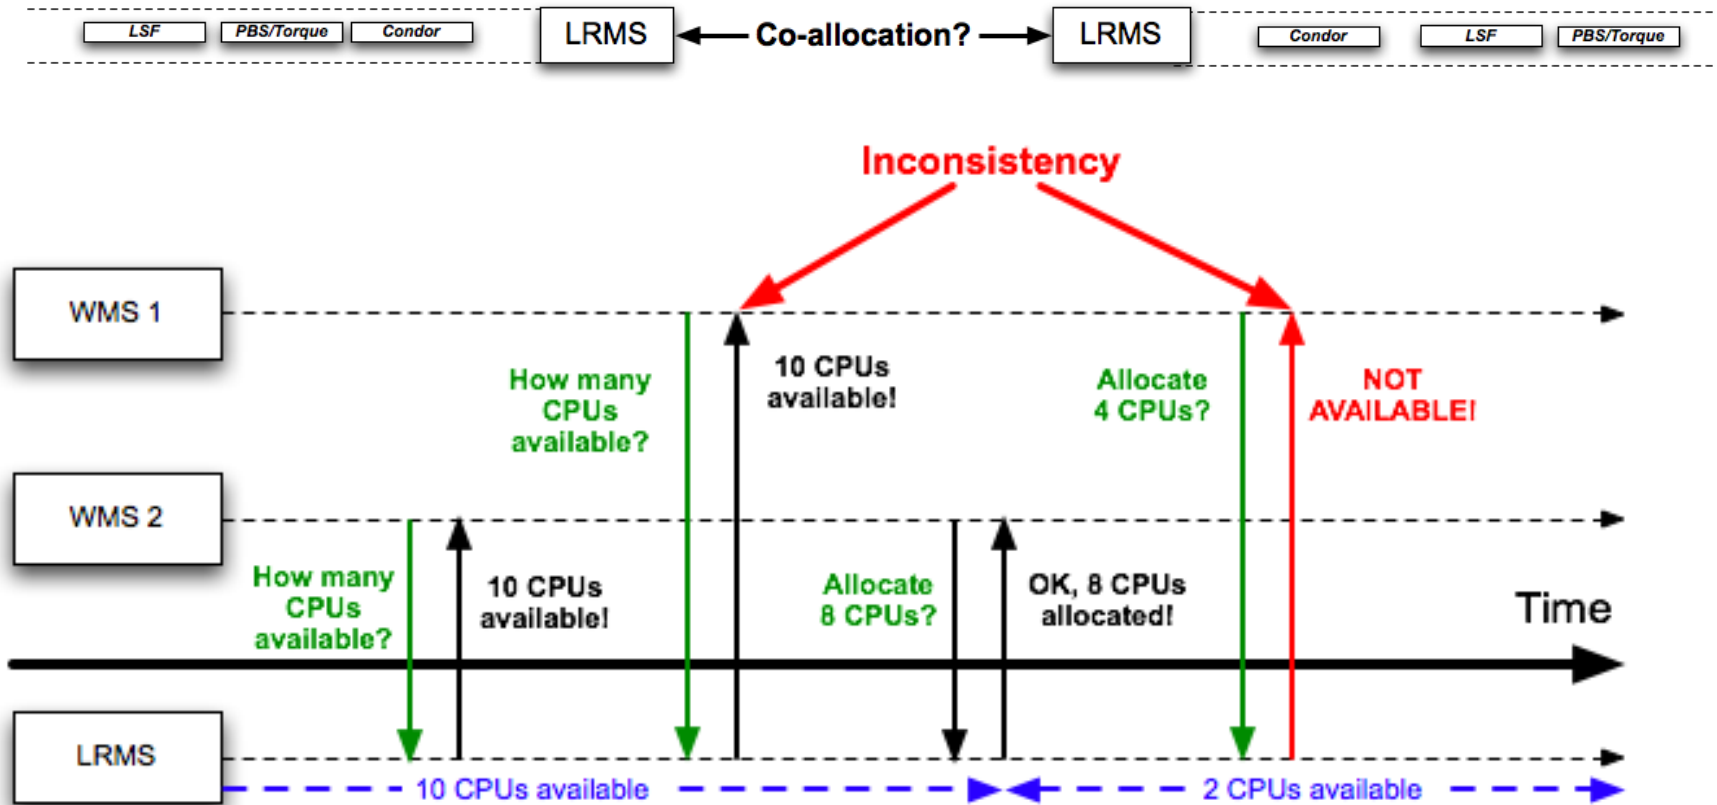 LSF
PBS/Torque
Condor
LRMS
Co-allocation?
LRMS
Condor
LSF
PBS/Torque
Inconsistency
WMS 1
How many
CPUs
available?
10 CPUs
available!
Allocate
4 CPUs?
NOT
AVAILABLE!
WMS 2
How many
CPUs
available?
10 CPUs
available!
Allocate
8 CPUs?
OK, 8 CPUs
allocated!
Time
LRMS
10 CPUs available
2 CPUs available